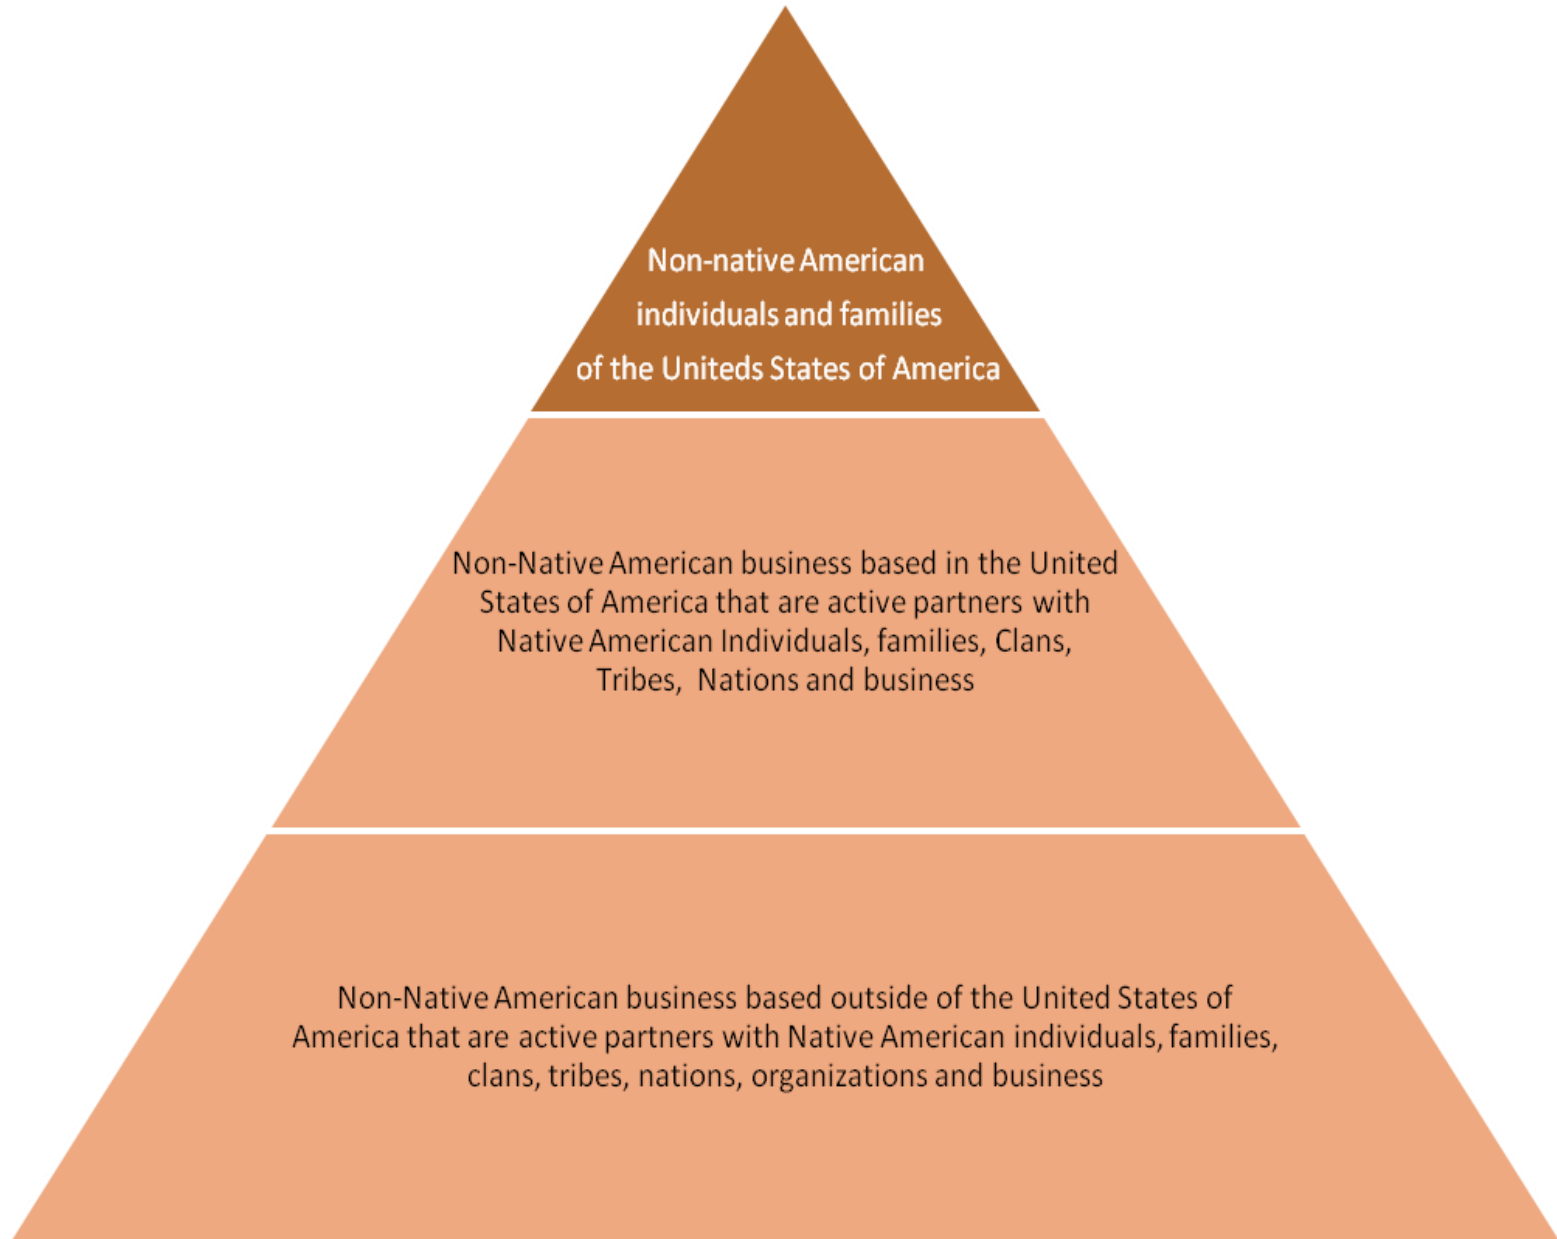 Non-native American
individuals and families
of the Uniteds States of America
Non-Native American business based in the United
States of America that are active partners with
Native American Individuals, families, Clans,
Tribes, Nations and business
Non-Native American business based outside of the United States of
America that are active partners with Native American individuals, families,
clans, tribes, nations, organizations and business